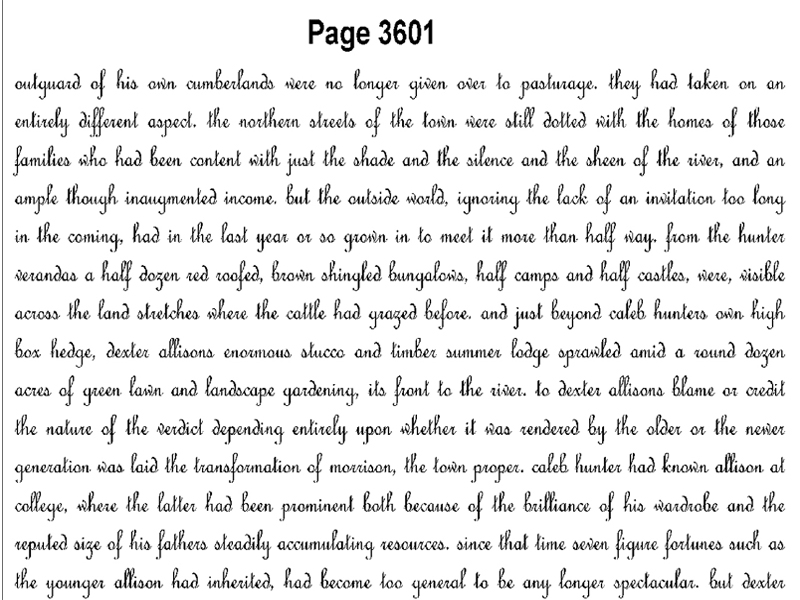 Page 3601
outguard of his own cumberlands were no longer given over to pasturage. they had taken on an
entirely different aspect. the northern streets of the town were still dotted with the homes of those
families who had been content with just the shade and the silence and the sheen of the river, and an
ample though inaugmented income. but the outside world, ignoring the lack of an invitation too long
in the coming, had in the last year or so grown in to meet it more than half way. from the hunter
verandas a half dozen red roofed, brown shingled bungalows, half camps and half castles, were, visible
across the land stretches where the cattle had grazed before. and just beyond caleb hunters own high
box hedge, dexter allisons enormous stucco and timber summer lodge sprawled amid a round dozen
acres of green lawn and landscape gardening, its front to the river. to dexter allisons blame or credit
the nature of the verdict depending entirely upon whether it was rendered by the older or the newer
generation was laid the transformation of morrison, the town proper. caleb hunter had known allison at
college, where the latter had been prominent both because of the brilliance of his wardrobe and the
reputed size of his fathers steadily accumulating resources. since that time seven figure fortunes such as
the younger allison had inherited, had become too general to be any longer spectacular. but dexter